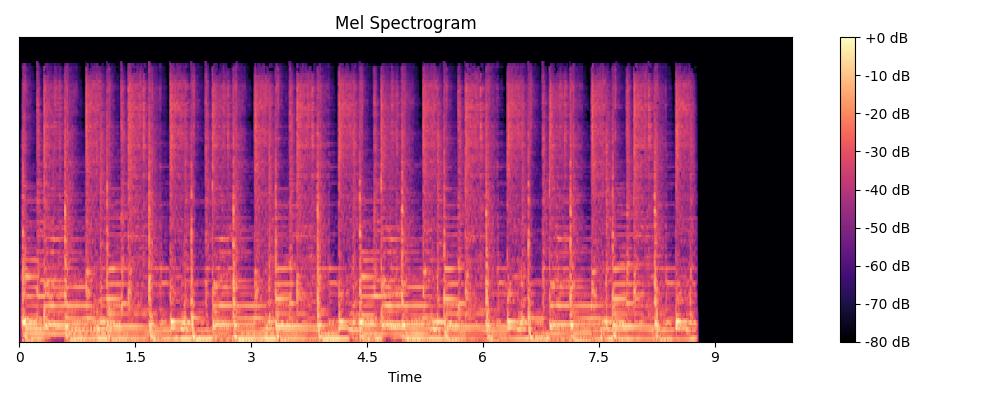 Mel Spectrogram
+0 dB
-10 dB
-20 dB
-30 dB
-40 dB
-50 dB
-60 dB
-70 dB
-80 dB
0 1.5 3 4.5 6 7.5 9
Time